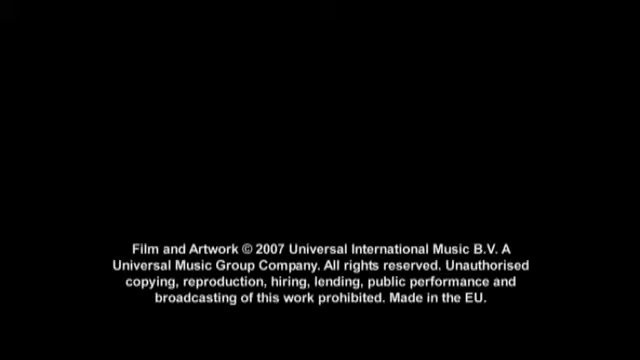 Film and Artwork © 2007 Universal International Music B.V. A
Universal Music Group Company. All rights reserved. Unauthorised
copying, reproduction, hiring, lending, public performance and
broadcasting of this work prohibited. Made in the EU.